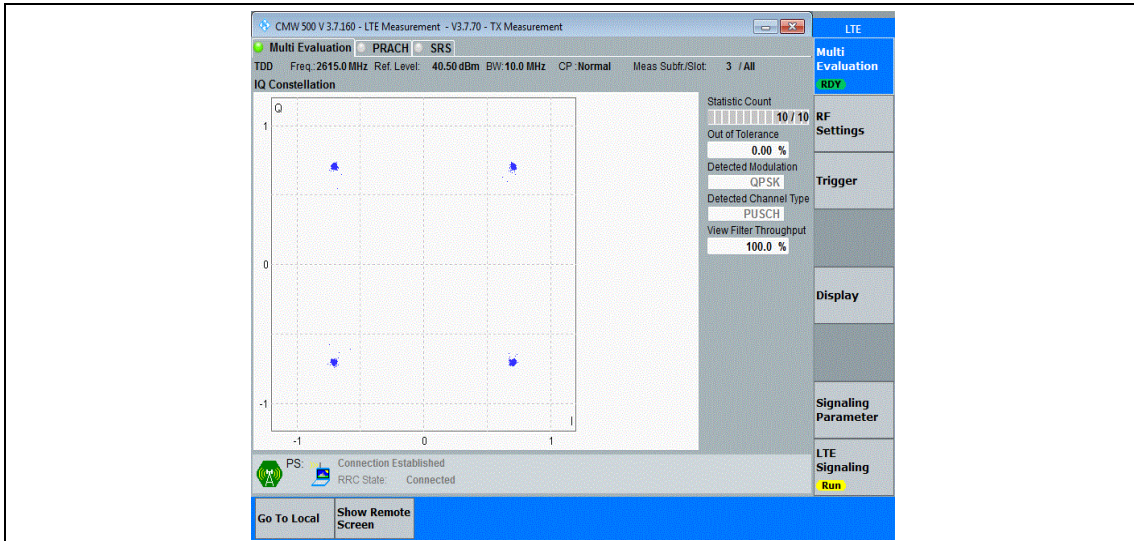 CMW 500 V 3.7.160 - LTE Measurement - V3.7.70 - TX Measurement
LTE
Multi Evaluation PRACH SRS
TDD Freq.: 2615.0 MHz Ref. Level: 40.50 dBm BW: 10.0 MHz CP : Normal Meas Subfr./Slot: 3 / All
IQ Constellation
Q
1
0
-1
-1 0 1
I
Statistic Count
10 / 10
Out of Tolerance
0.00 %
Detected Modulation
QPSK
Detected Channel Type
PUSCH
View Filter Throughput
100.0 %
Multi
Evaluation
RDY
RF
Settings
Trigger
Display
Signaling
Parameter
LTE
Signaling
Run
PS: Connection Established
RRC State: Connected
Go To Local
Show Remote
Screen